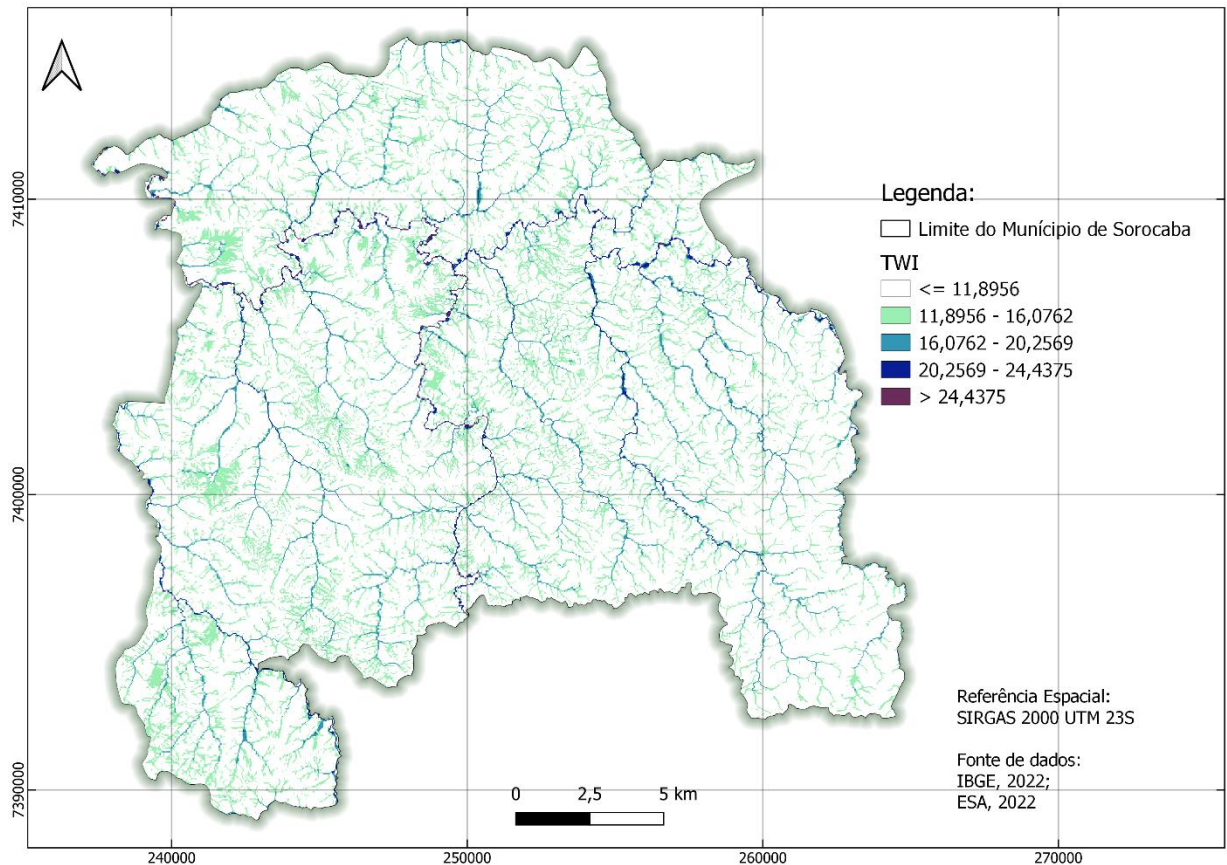 7410000
7400000
7390000
240000
250000
260000
270000
Legenda:
Limite do Munícipio de Sorocaba
TWI
<= 11,8956
11,8956 - 16,0762
16,0762 - 20,2569
20,2569 - 24,4375
> 24,4375
Referência Espacial:
SIRGAS 2000 UTM 23S
Fonte de dados:
IBGE, 2022;
ESA, 2022
0 2,5 5 km